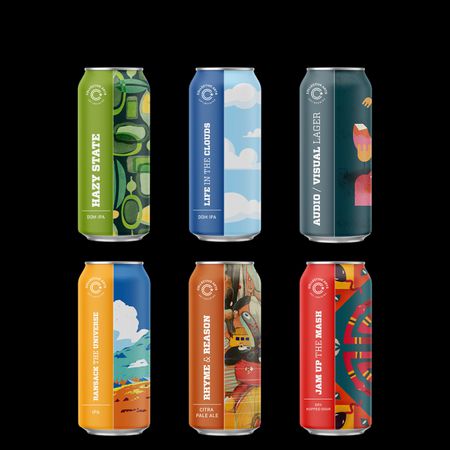 HAZY STATE
DDH IPA
LIFE IN THE CLOUDS
DDH IPA
AUDIO / VISUAL LAGER
RANSACK THE UNIVERSE
IPA
RHYME & REASON
CITRA
PALE ALE
JAM UP THE MASH
DRY
HOPPED SOUR